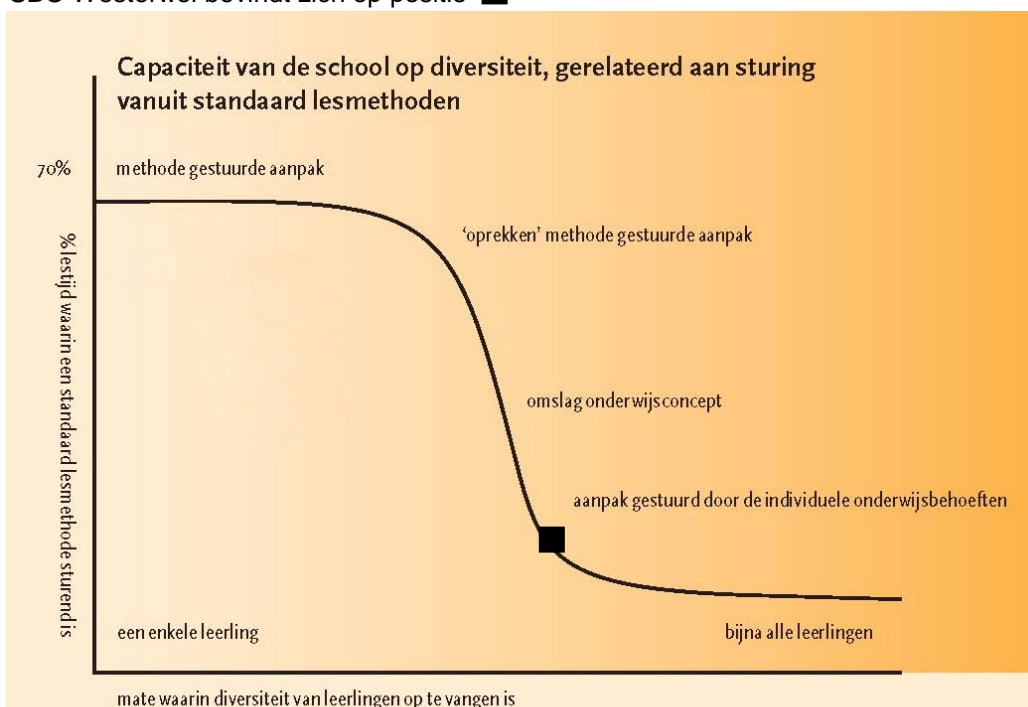 Capaciteit van de school op diversiteit, gerelateerd aan sturing
vanuit standaard lesmethoden
70%
methode gestuurde aanpak
'oprekken' methode gestuurde aanpak
% lestijd waarin een standaard lesmethode sturend is
omslag onderwijsconcept
aanpak gestuurd door de individuele onderwijsbehoeften
een enkele leerling
bijna alle leerlingen
mate waarin diversiteit van leerlingen op te vangen is